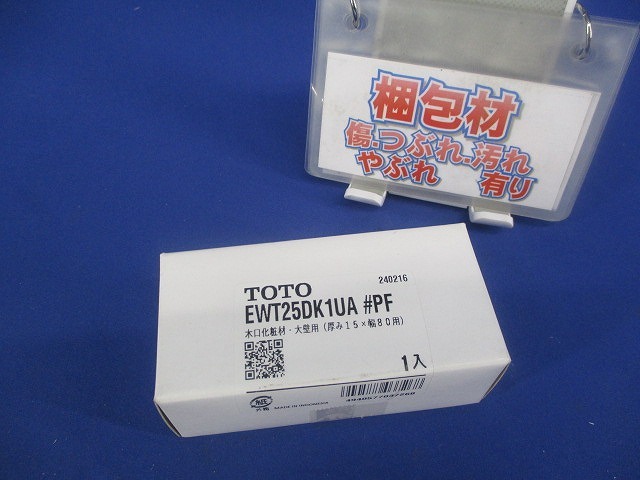 梱包材
傷.つぶれ.汚れ
やぶれ 有り
TOTO
240216
EWT25DK1UA #PF
木口化粧材・大壁用(厚み15×幅80用)
1入
外箱
MADE IN INDONESIA